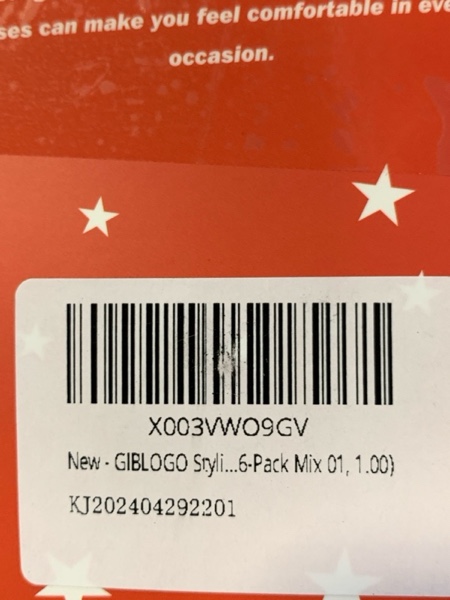 ses can make you feel comfortable in eve
occasion.
X003VWO9GV
New - GIBLOGO Styli...6-Pack Mix 01, 1.00)
KJ202404292201